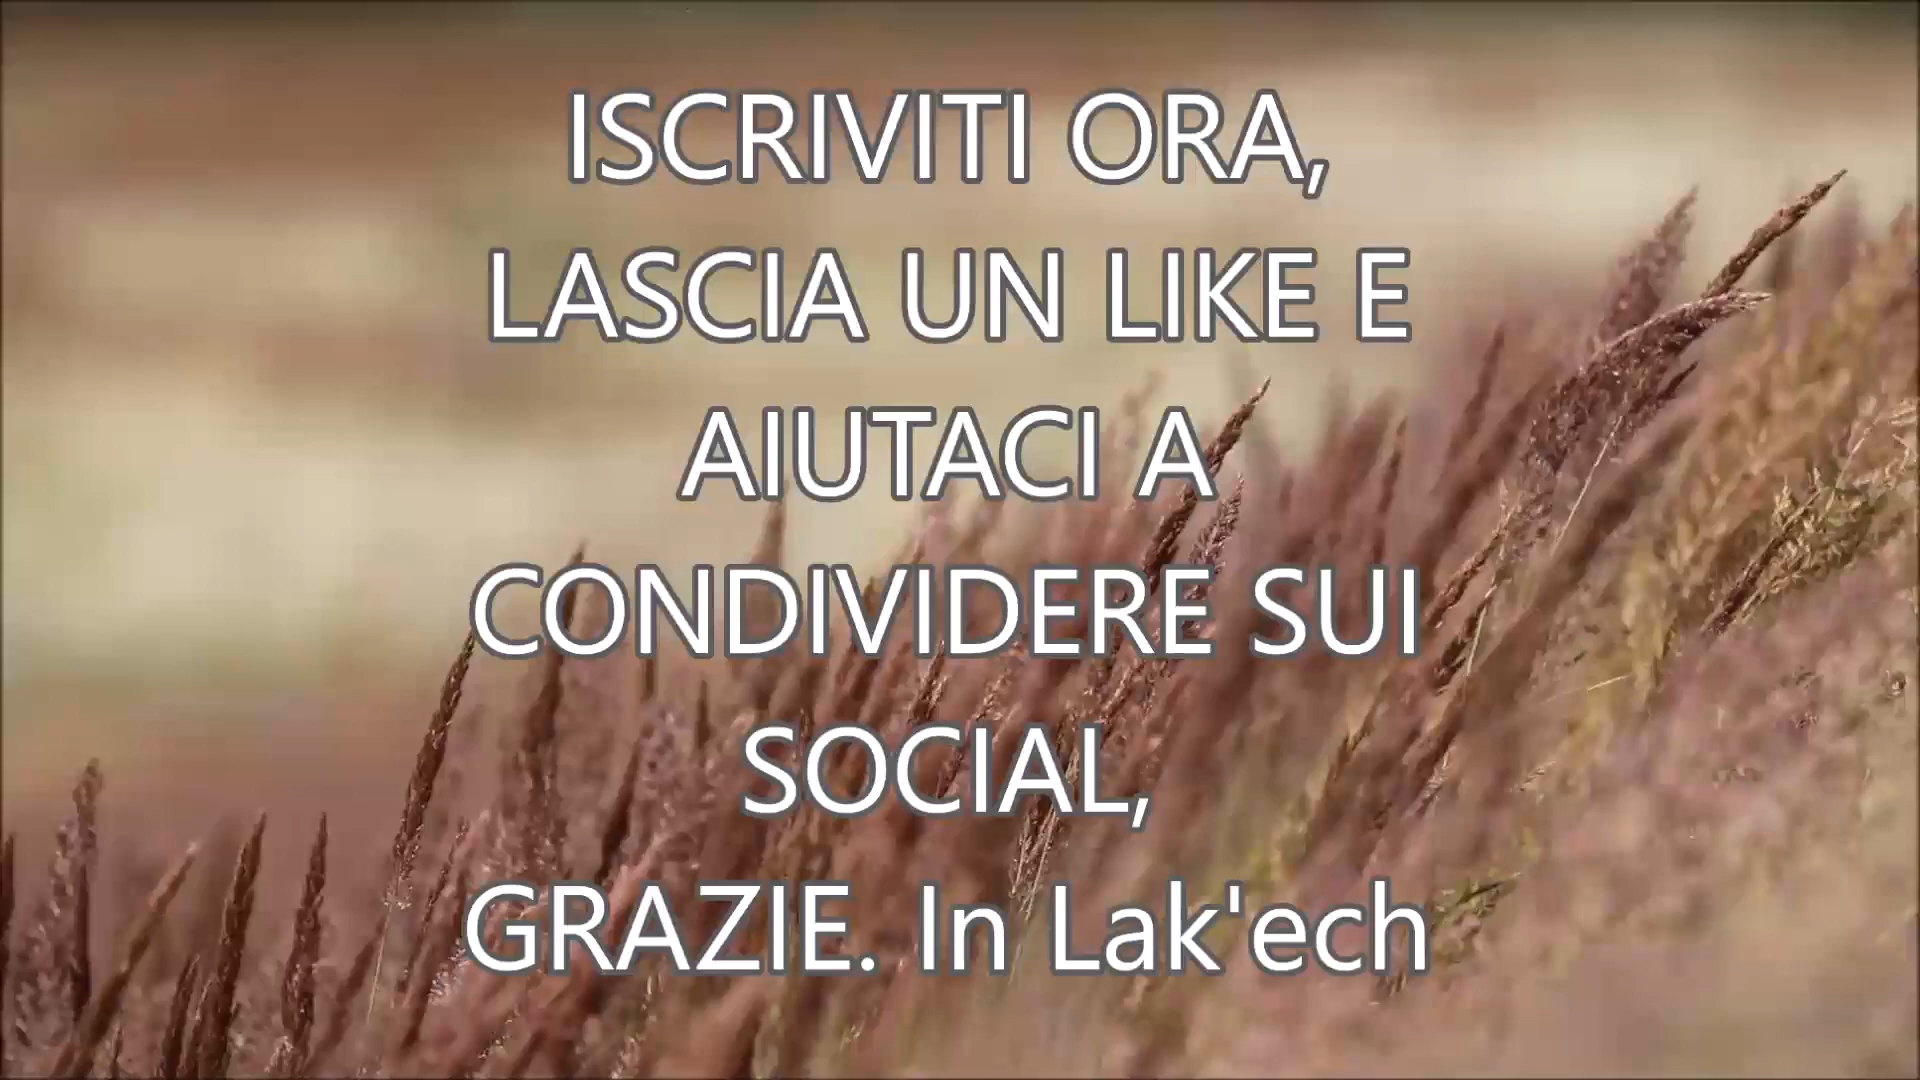 ISCRIVITI ORA,
LASCIA UN LIKE E
AIUTACI A
CONDIVIDERE SUI
SOCIAL,
GRAZIE. In Lak'ech